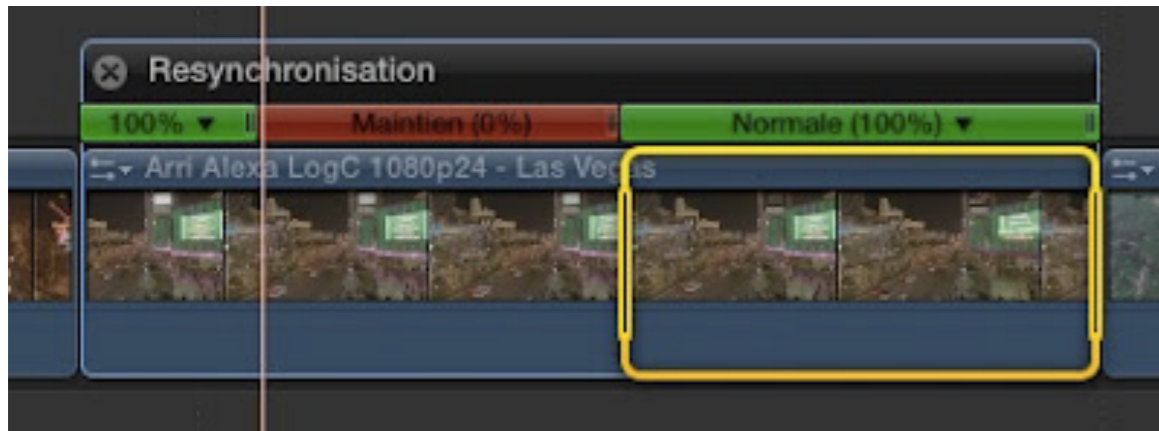 Resynchronisation
100% Maintien (0%) Normale (100%)
Arri Alexa LogC 1080p24 - Las Vegas